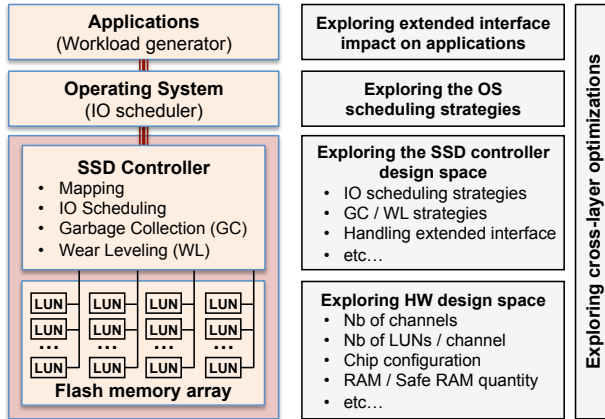 Applications
(Workload generator)
Operating System
(IO scheduler)
SSD Controller
• Mapping
• IO Scheduling
• Garbage Collection (GC)
• Wear Leveling (WL)
LUN LUN LUN LUN
LUN LUN LUN LUN
... ... ... ...
LUN LUN LUN LUN
Flash memory array
Exploring extended interface
impact on applications
Exploring the OS
scheduling strategies
Exploring the SSD controller
design space
• IO scheduling strategies
• GC / WL strategies
• Handling extended interface
• etc…
Exploring HW design space
• Nb of channels
• Nb of LUNs / channel
• Chip configuration
• RAM / Safe RAM quantity
• etc…
Exploring cross-layer optimizations